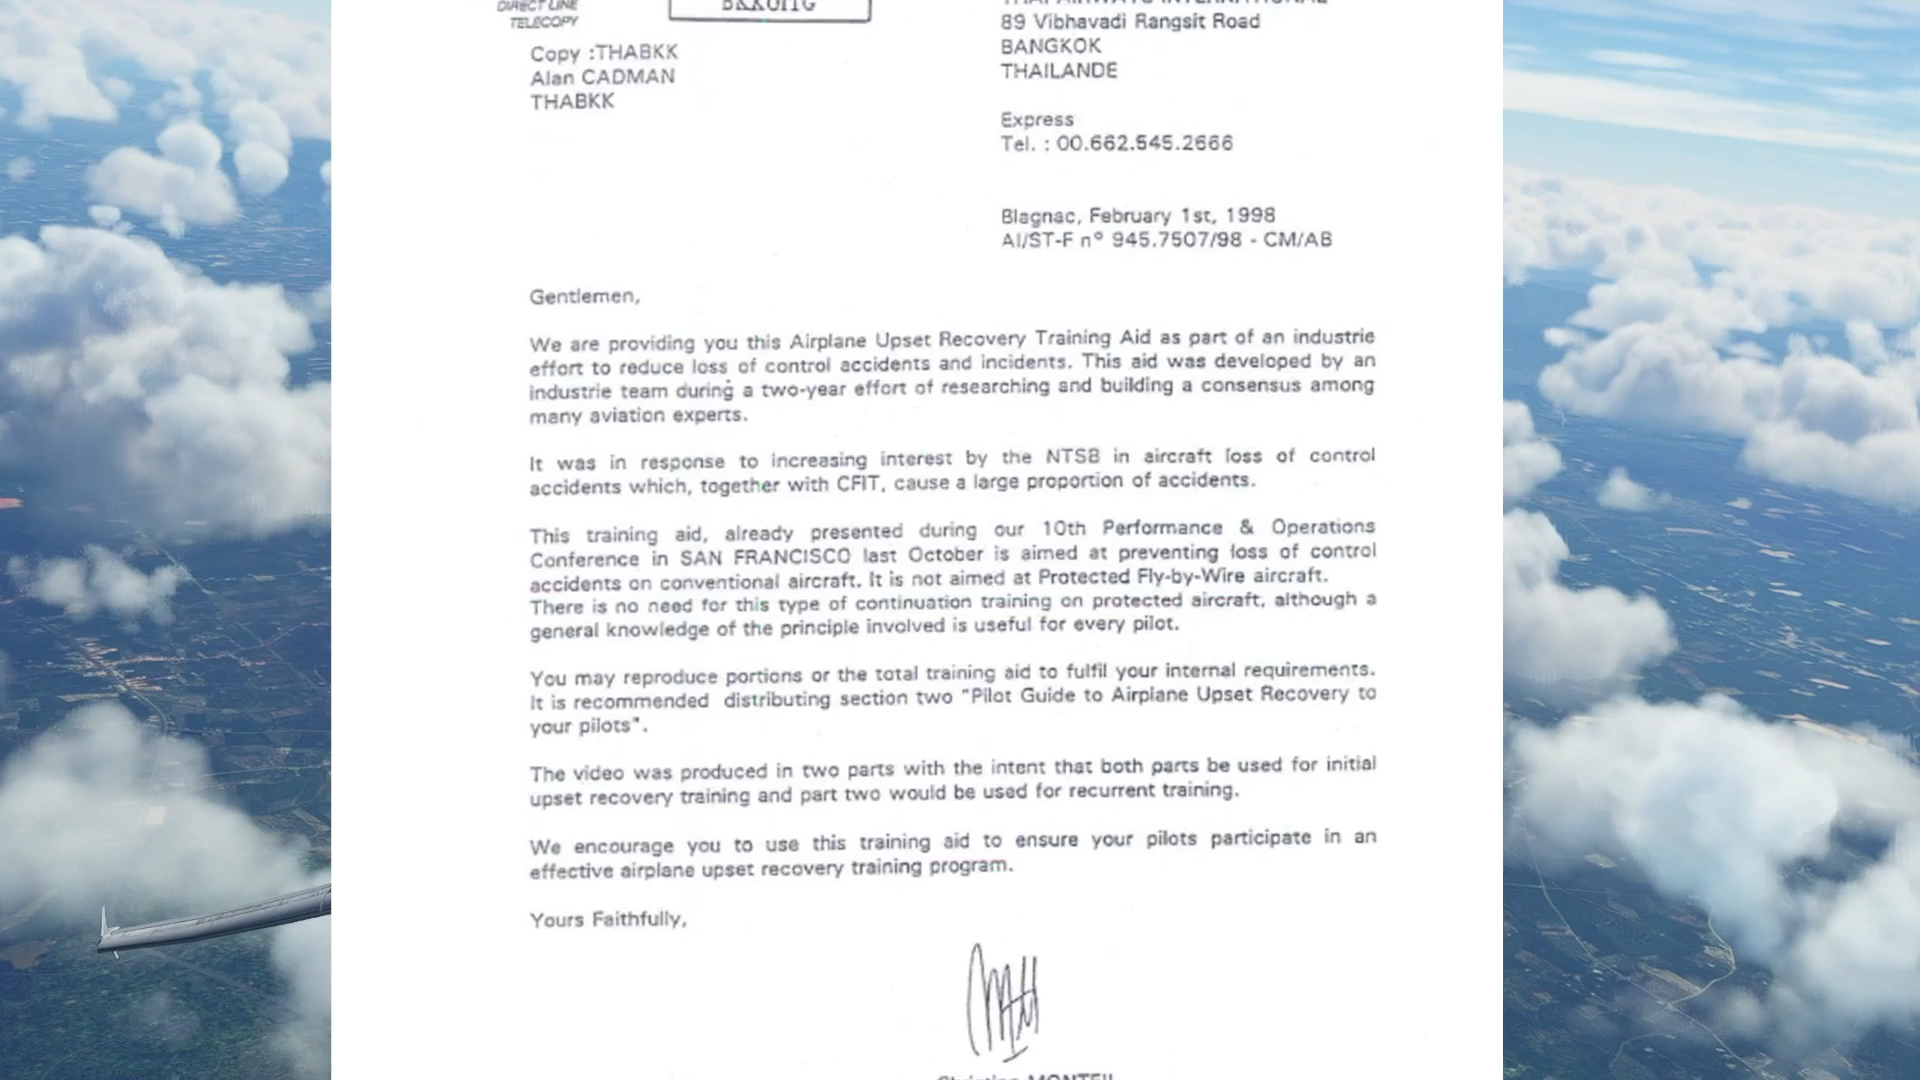 DIRECT LINE
TELECOPY
THAI AIRWAYS INTERNATIONAL
89 Vibhavadi Rangsit Road
BANGKOK
THAILANDE
Copy :THABKK
Alan CADMAN
THABKK
Express
Tel. : 00.662.545.2666
Blagnac, February 1st, 1998
AI/ST-F n° 945.7507/98 - CM/AB
Gentlemen,
We are providing you this Airplane Upset Recovery Training Aid as part of an industrie
effort to reduce loss of control accidents and incidents. This aid was developed by an
industrie team during a two-year effort of researching and building a consensus among
many aviation experts.
It was in response to increasing interest by the NTSB in aircraft loss of control
accidents which, together with CFIT, cause a large proportion of accidents.
This training aid, already presented during our 10th Performance & Operations
Conference in SAN FRANCISCO last October is aimed at preventing loss of control
accidents on conventional aircraft. It is not aimed at Protected Fly-by-Wire aircraft.
There is no need for this type of continuation training on protected aircraft, although a
general knowledge of the principle involved is useful for every pilot.
You may reproduce portions or the total training aid to fulfil your internal requirements.
It is recommended distributing section two "Pilot Guide to Airplane Upset Recovery to
your pilots".
The video was produced in two parts with the intent that both parts be used for initial
upset recovery training and part two would be used for recurrent training.
We encourage you to use this training aid to ensure your pilots participate in an
effective airplane upset recovery training program.
Yours Faithfully,
Christian MONTEIL